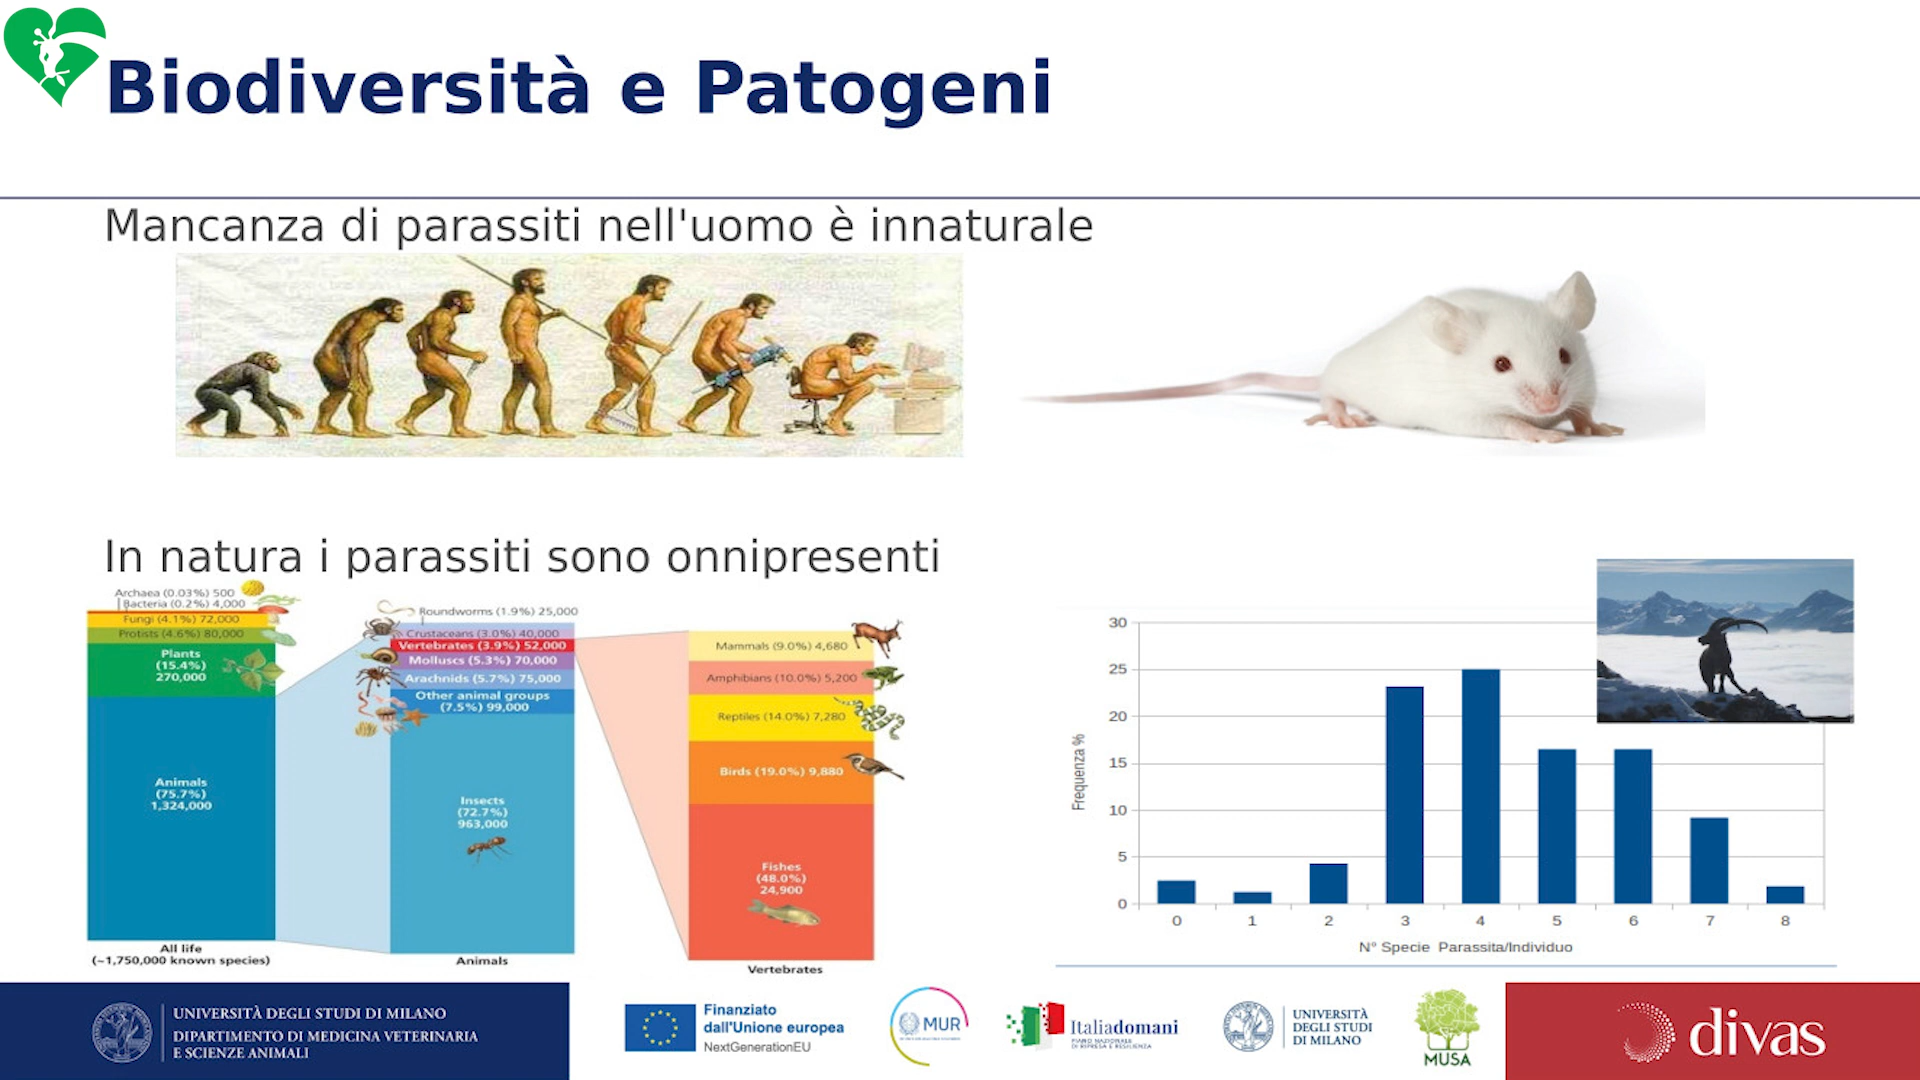 Biodiversità e Patogeni
Mancanza di parassiti nell'uomo è innaturale
In natura i parassiti sono onnipresenti
Archaea (0.03%) 500
Bacteria (0.2%) 4,000
Fungi (4.1%) 72,000
Protists (4.6%) 80,000
Plants
(15.4%)
270,000
Animals
(75.7%)
1,324,000
All life
(~1,750,000 known species)
Roundworms (1.9%) 25,000
Crustaceans (3.0%) 40,000
Vertebrates (3.9%) 52,000
Molluscs (5.3%) 70,000
Arachnids (5.7%) 75,000
Other animal groups
(7.5%) 99,000
Insects
(72.7%)
963,000
Animals
Mammals (9.0%) 4,680
Amphibians (10.0%) 5,200
Reptiles (14.0%) 7,280
Birds (19.0%) 9,880
Fishes
(48.0%)
24,900
Vertebrates
30
25
20
15
10
5
0
Frequenza %
0 1 2 3 4 5 6 7 8
N° Specie Parassita/Individuo
UNIVERSITÀ DEGLI STUDI DI MILANO
DIPARTIMENTO DI MEDICINA VETERINARIA
E SCIENZE ANIMALI
Finanziato
dall'Unione europea
NextGenerationEU
MUR
Italiadomani
PIANO NAZIONALE
DI RIPRESA E RESILIENZA
UNIVERSITÀ
DEGLI STUDI
DI MILANO
MUSA
divas